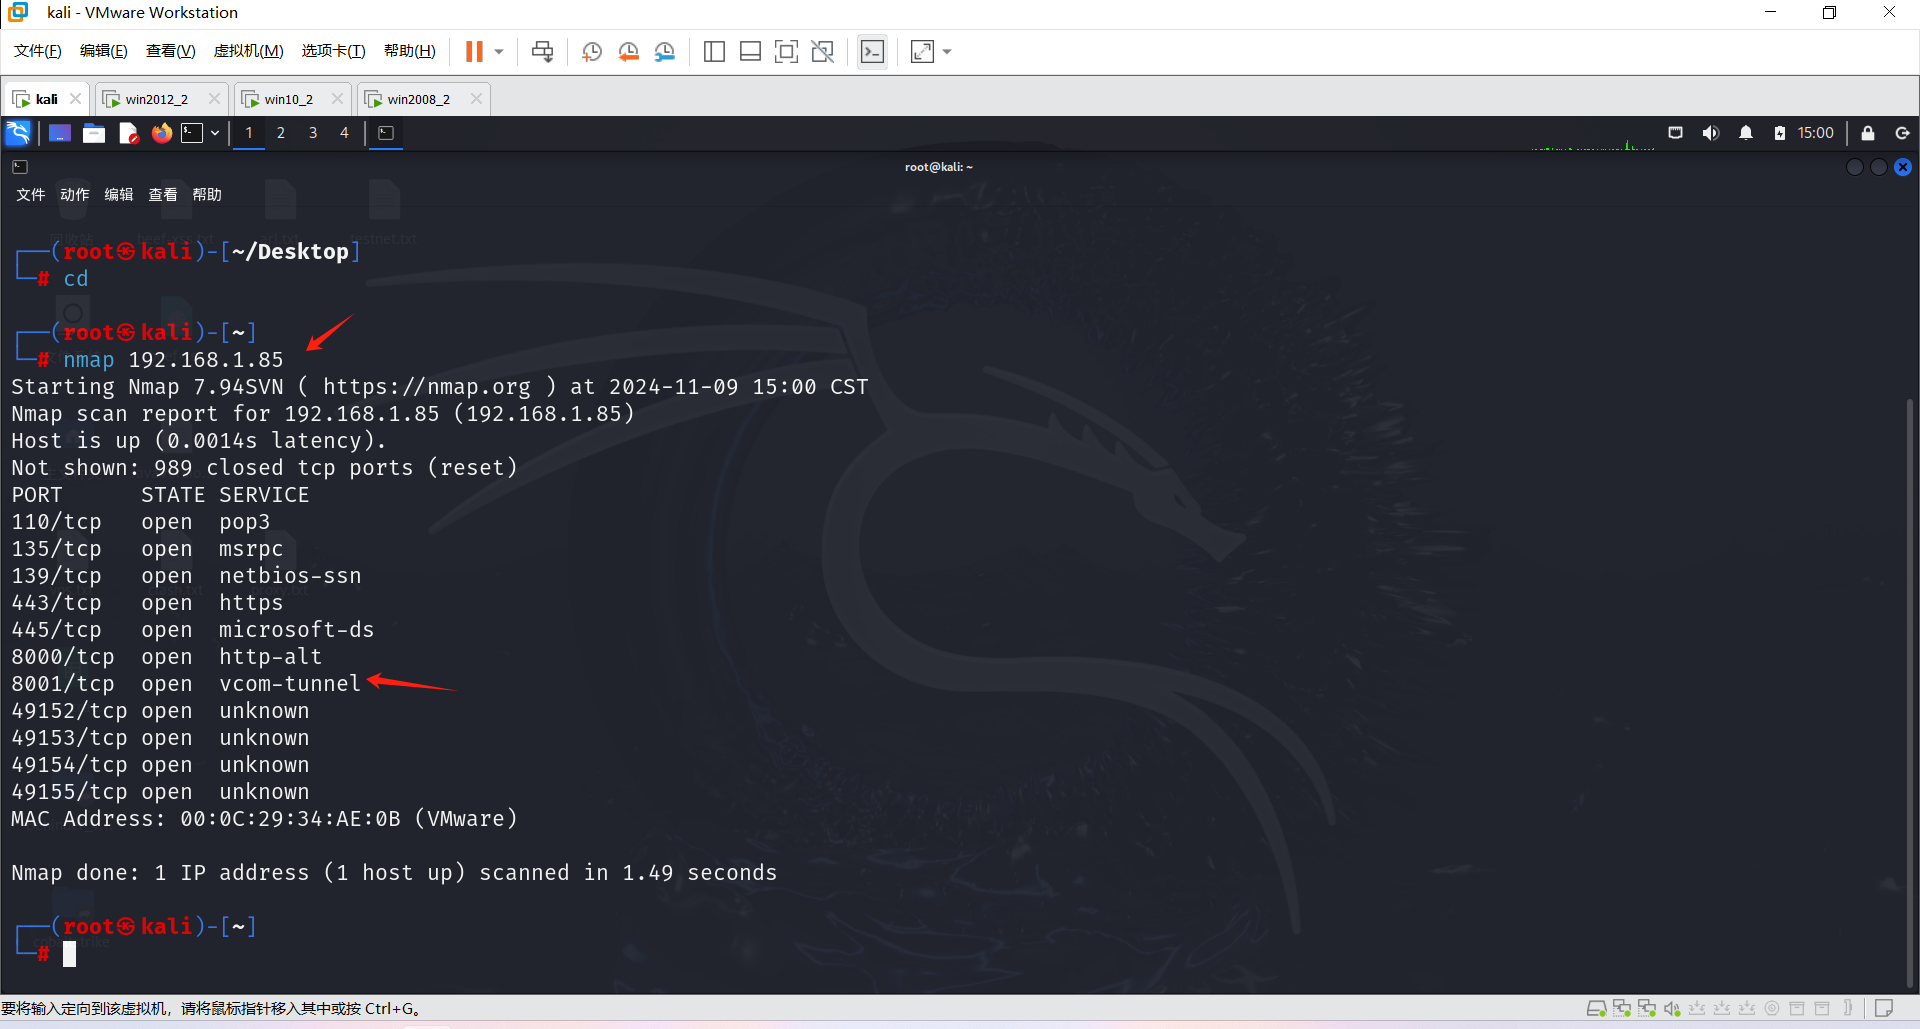 kali - VMware Workstation
文件(F) 编辑(E) 查看(V) 虚拟机(M) 选项卡(T) 帮助(H)
kali win2012_2 win10_2 win2008_2
1 2 3 4 15:00
root@kali: ~
文件 动作 编辑 查看 帮助
┌──(root㉿kali)-[~/Desktop]
└─# cd
┌──(root㉿kali)-[~]
└─# nmap 192.168.1.85
Starting Nmap 7.94SVN ( https://nmap.org ) at 2024-11-09 15:00 CST
Nmap scan report for 192.168.1.85 (192.168.1.85)
Host is up (0.0014s latency).
Not shown: 989 closed tcp ports (reset)
PORT      STATE SERVICE
110/tcp   open  pop3
135/tcp   open  msrpc
139/tcp   open  netbios-ssn
443/tcp   open  https
445/tcp   open  microsoft-ds
8000/tcp  open  http-alt
8001/tcp  open  vcom-tunnel
49152/tcp open  unknown
49153/tcp open  unknown
49154/tcp open  unknown
49155/tcp open  unknown
MAC Address: 00:0C:29:34:AE:0B (VMware)
Nmap done: 1 IP address (1 host up) scanned in 1.49 seconds
┌──(root㉿kali)-[~]
└─#
要将输入定向到该虚拟机，请将鼠标指针移入其中或按 Ctrl+G。